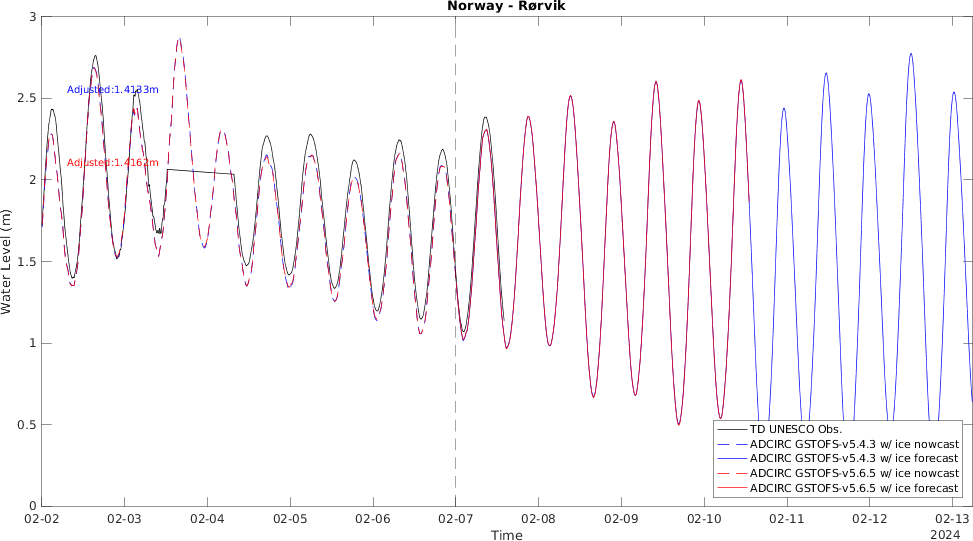 Norway - Rørvik
3
2.5
2
1.5
1
0.5
0
Water Level (m)
Adjusted:1.4133m
Adjusted:1.4162m
TD UNESCO Obs.
ADCIRC GSTOFS-v5.4.3 w/ ice nowcast
ADCIRC GSTOFS-v5.4.3 w/ ice forecast
ADCIRC GSTOFS-v5.6.5 w/ ice nowcast
ADCIRC GSTOFS-v5.6.5 w/ ice forecast
02-02 02-03 02-04 02-05 02-06 02-07 02-08 02-09 02-10 02-11 02-12 02-13
Time
2024